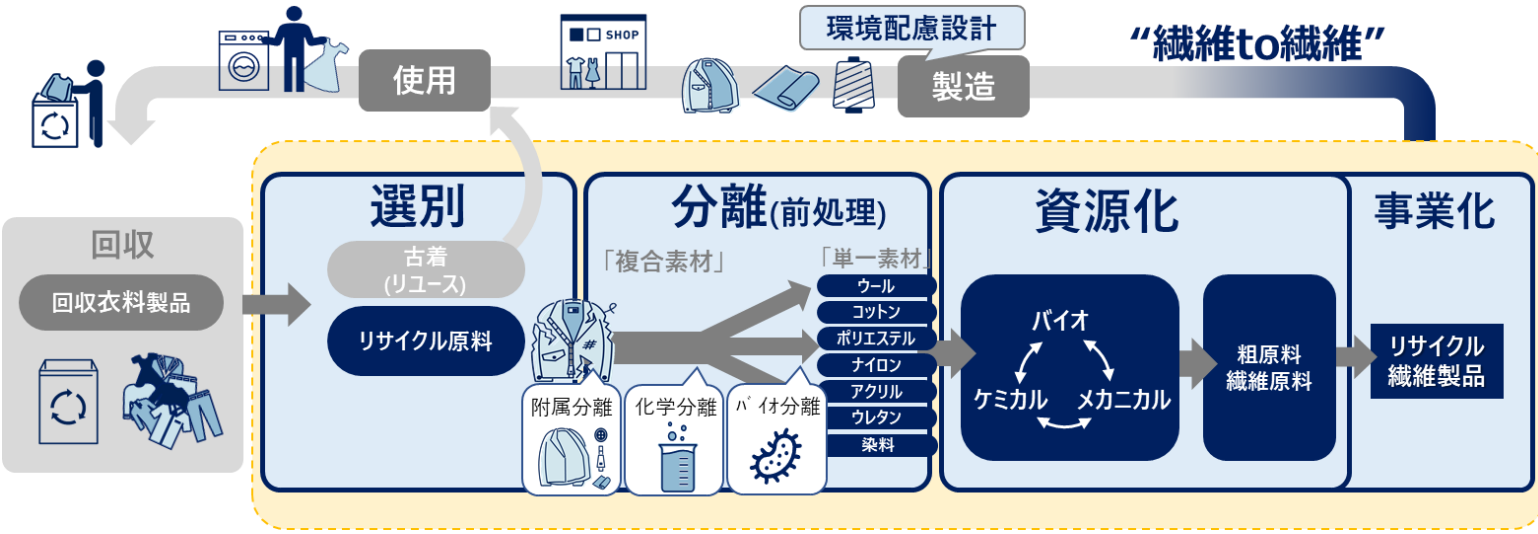 環境配慮設計
“繊維to繊維”
SHOP
使用
製造
選別
分離(前処理)
資源化
事業化
回収
古着
(リユース)
「複合素材」
「単一素材」
回収衣料製品
リサイクル原料
#
ウール
コットン
ポリエステル
ナイロン
アクリル
ウレタン
染料
附属分離
化学分離
バイオ分離
バイオ
ケミカル
メカニカル
粗原料
繊維原料
リサイクル
繊維製品